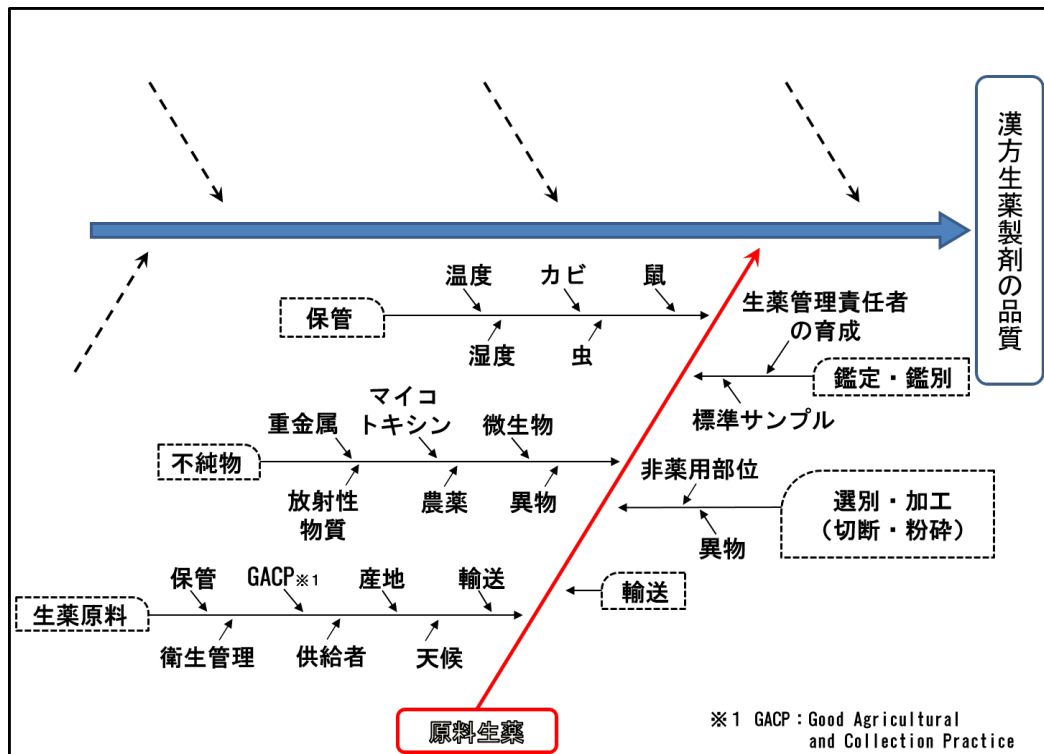 漢方生薬製剤の品質
温度
カビ
鼠
保管
湿度
虫
生薬管理責任者
の育成
鑑定・鑑別
標準サンプル
マイコ
トキシン
重金属
微生物
不純物
放射性
物質
農薬
異物
非薬用部位
選別・加工
（切断・粉砕）
異物
保管
GACP※1
産地
輸送
生薬原料
衛生管理
供給者
天候
輸送
原料生薬
※1 GACP：Good Agricultural
and Collection Practice